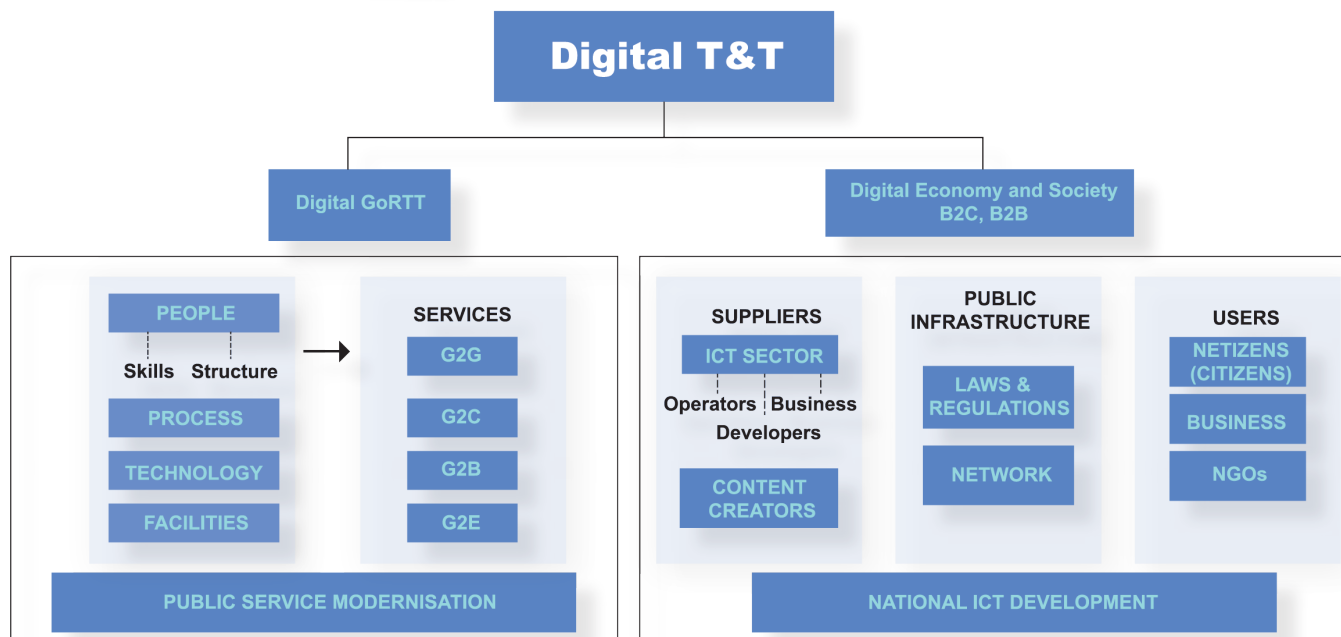 Digital T&T
Digital GoRTT
Digital Economy and Society
B2C, B2B
PEOPLE
Skills Structure
PROCESS
TECHNOLOGY
FACILITIES
SERVICES
G2G
G2C
G2B
G2E
PUBLIC SERVICE MODERNISATION
SUPPLIERS
ICT SECTOR
Operators Business
Developers
CONTENT
CREATORS
PUBLIC
INFRASTRUCTURE
LAWS &
REGULATIONS
NETWORK
USERS
NETIZENS
(CITIZENS)
BUSINESS
NGOs
NATIONAL ICT DEVELOPMENT